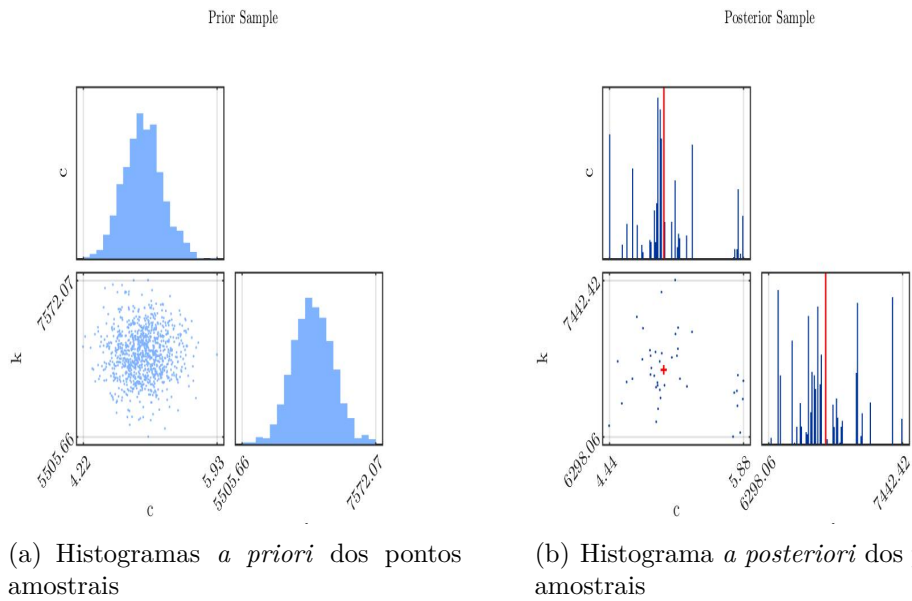 Prior Sample
Posterior Sample
c
k
7572.07
5505.66
4.22
5.93
c
5505.66
7572.07
c
k
7442.42
6298.06
4.44
5.88
c
6298.06
7442.42
(a) Histogramas a priori dos pontos
amostrais
(b) Histograma a posteriori dos
amostrais